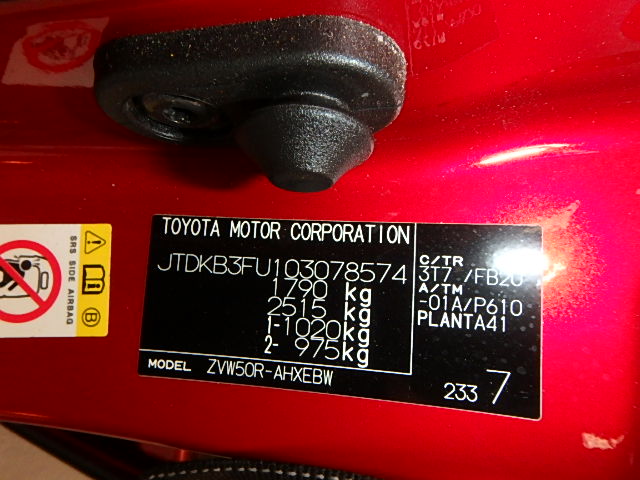 TOYOTA MOTOR CORPORATION
JTDKB3FU103078574
1790 kg
2515 kg
1-1020kg
2- 975kg
MODEL ZVW50R-AHXEBW
C/TR
3T7 /FB20
A/TM
-01A/P610
PLANTA41
233 7
SRS SIDE AIRBAG
B